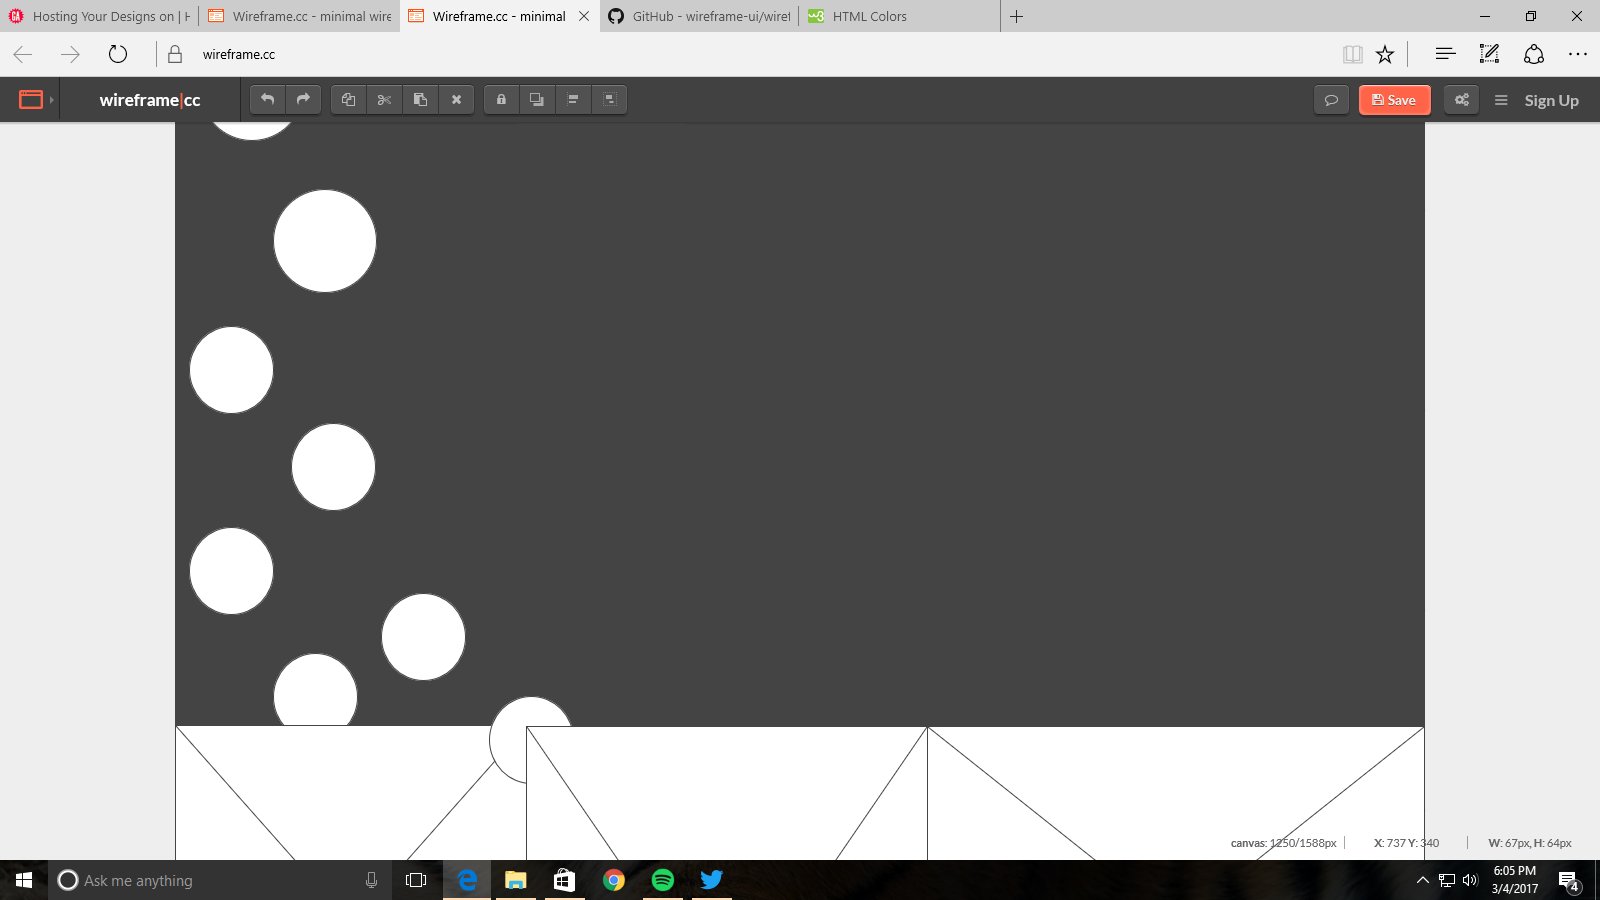 Hosting Your Designs on | H
Wireframe.cc - minimal wire
Wireframe.cc - minimal
GitHub - wireframe-ui/wiref
HTML Colors
wireframe.cc
wireframe|cc
Save
Sign Up
canvas: 1250/1588px
X: 737 Y: 340
W: 67px, H: 64px
Ask me anything
6:05 PM
3/4/2017
4